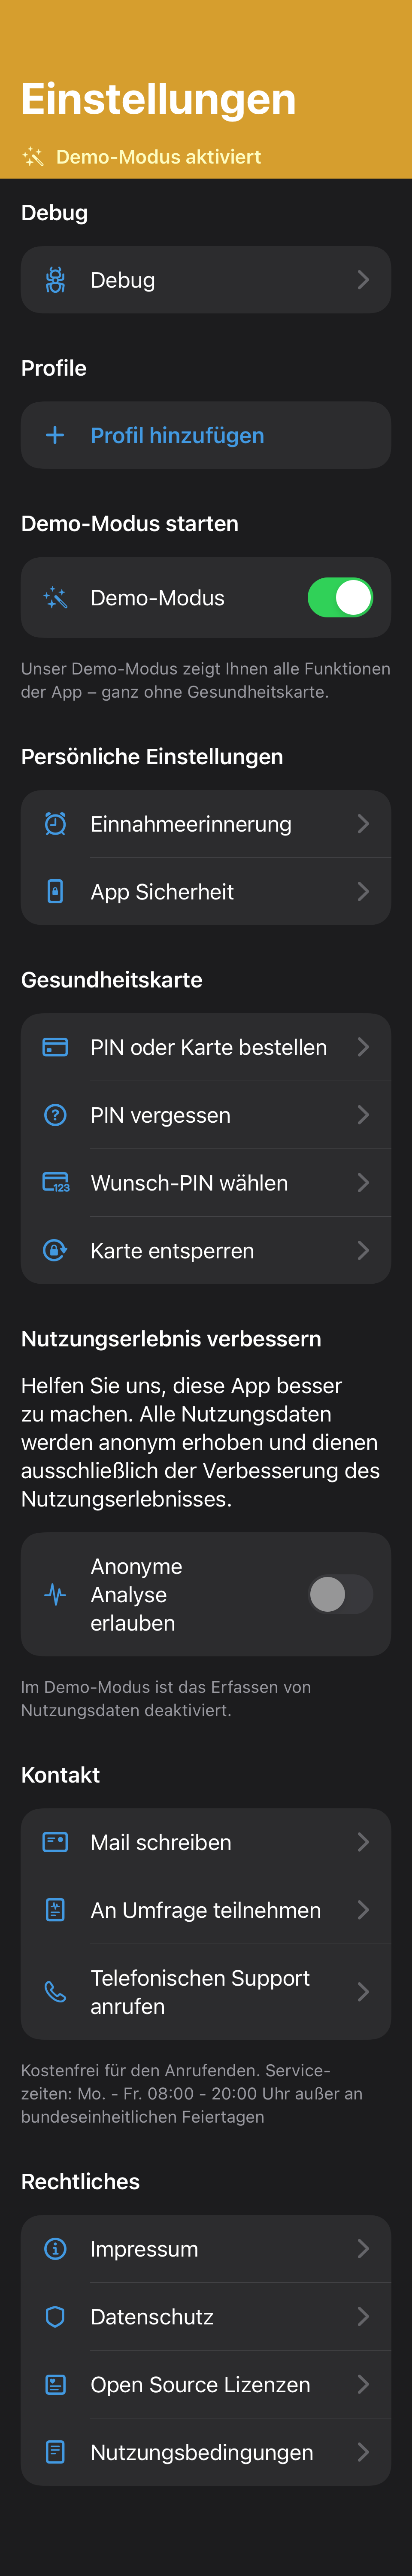 Einstellungen
Demo-Modus aktiviert
Debug
Debug
Profile
Profil hinzufügen
Demo-Modus starten
Demo-Modus
Unser Demo-Modus zeigt Ihnen alle Funktionen
der App – ganz ohne Gesundheitskarte.
Persönliche Einstellungen
Einnahmeerinnerung
App Sicherheit
Gesundheitskarte
PIN oder Karte bestellen
PIN vergessen
123
Wunsch-PIN wählen
Karte entsperren
Nutzungserlebnis verbessern
Helfen Sie uns, diese App besser
zu machen. Alle Nutzungsdaten
werden anonym erhoben und dienen
ausschließlich der Verbesserung des
Nutzungserlebnisses.
Anonyme
Analyse
erlauben
Im Demo-Modus ist das Erfassen von
Nutzungsdaten deaktiviert.
Kontakt
Mail schreiben
An Umfrage teilnehmen
Telefonischen Support
anrufen
Kostenfrei für den Anrufenden. Service-
zeiten: Mo. - Fr. 08:00 - 20:00 Uhr außer an
bundeseinheitlichen Feiertagen
Rechtliches
Impressum
Datenschutz
Open Source Lizenzen
Nutzungsbedingungen